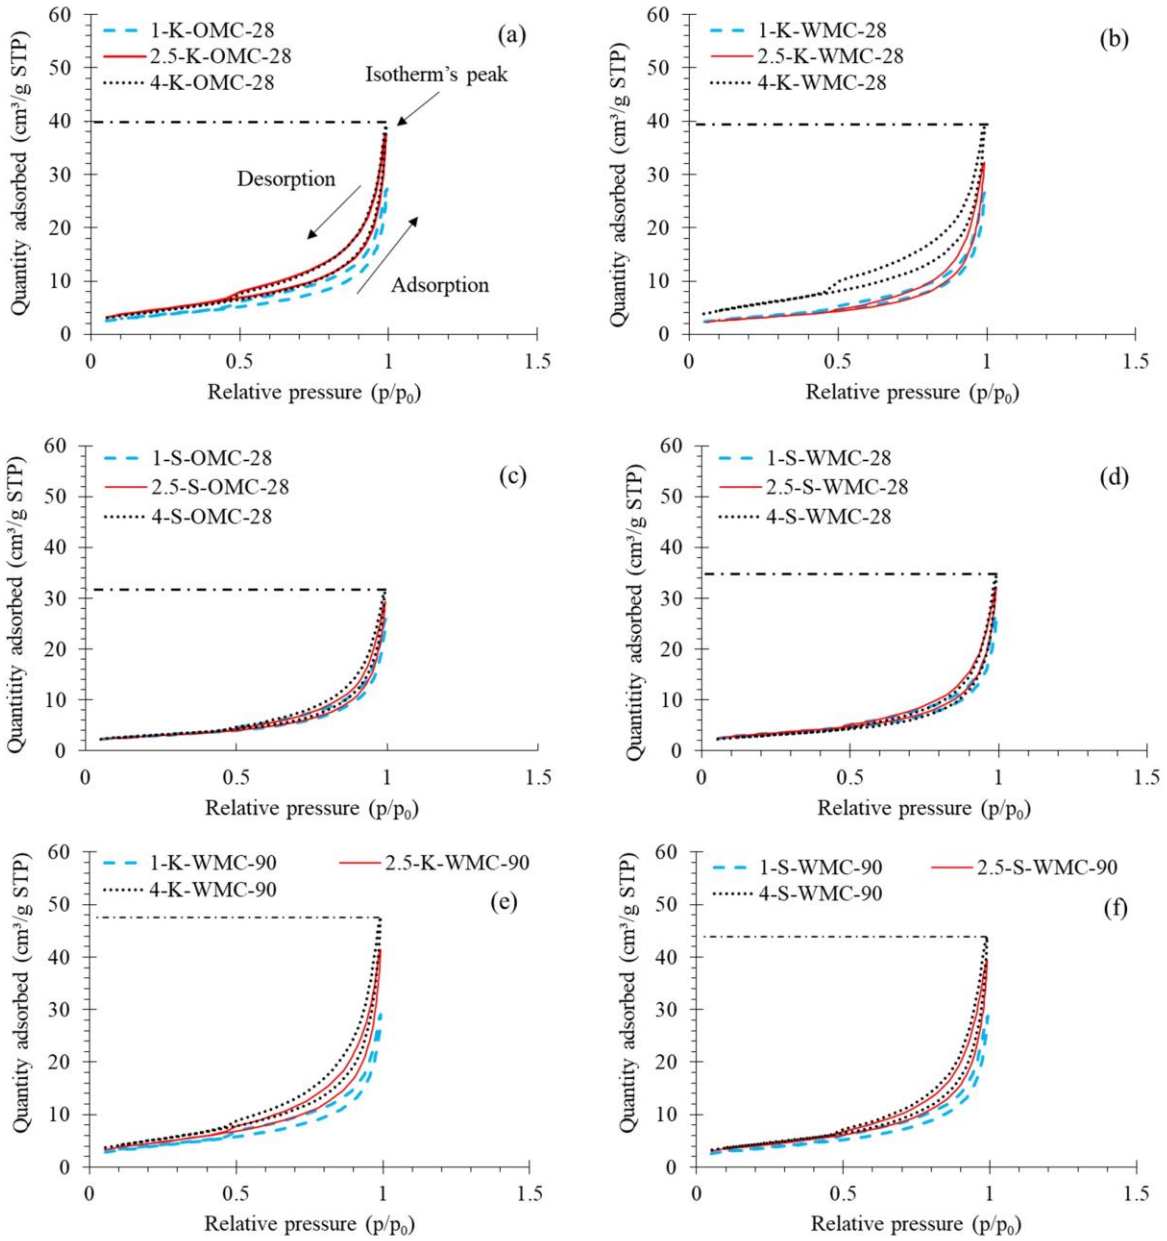 1-K-OMC-28
2.5-K-OMC-28
4-K-OMC-28
(a)
Isotherm's peak
Desorption
Adsorption
Quantity adsorbed (cm³/g STP)
60
50
40
30
20
10
0
0 0.5 1 1.5
Relative pressure (p/p₀)
1-K-WMC-28
2.5-K-WMC-28
4-K-WMC-28
(b)
Quantity adsorbed (cm³/g STP)
60
50
40
30
20
10
0
0 0.5 1 1.5
Relative pressure (p/p₀)
1-S-OMC-28
2.5-S-OMC-28
4-S-OMC-28
(c)
Quantitity adsorbed (cm³/g STP)
60
50
40
30
20
10
0
0 0.5 1 1.5
Relative pressure (p/p₀)
1-S-WMC-28
2.5-S-WMC-28
4-S-WMC-28
(d)
Quantity adsorbed (cm³/g STP)
60
50
40
30
20
10
0
0 0.5 1 1.5
Relative pressure (p/p₀)
1-K-WMC-90 2.5-K-WMC-90
4-K-WMC-90
(e)
Quantity adsorbed (cm³/g STP)
60
50
40
30
20
10
0
0 0.5 1 1.5
Relative pressure (p/p₀)
1-S-WMC-90 2.5-S-WMC-90
4-S-WMC-90
(f)
Quantity adsorbed (cm³/g STP)
60
50
40
30
20
10
0
0 0.5 1 1.5
Relative pressure (p/p₀)